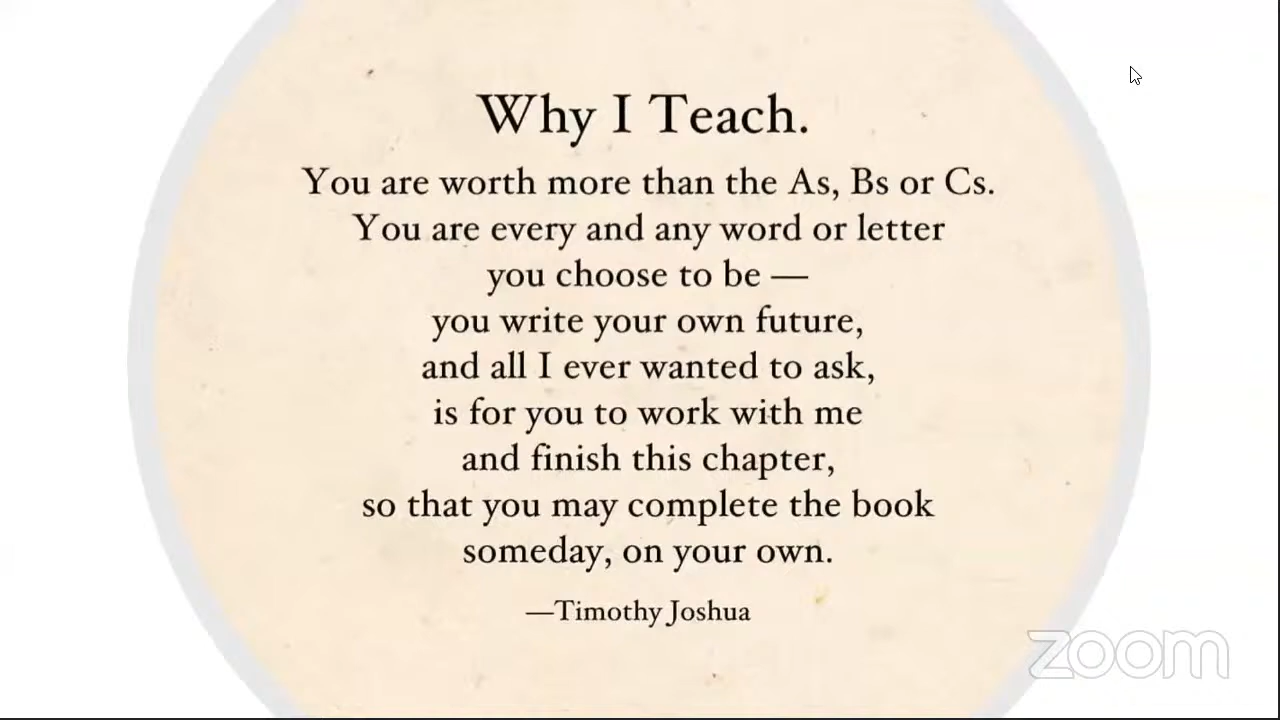 Why I Teach.
You are worth more than the As, Bs or Cs.
You are every and any word or letter
you choose to be —
you write your own future,
and all I ever wanted to ask,
is for you to work with me
and finish this chapter,
so that you may complete the book
someday, on your own.
—Timothy Joshua
zoom